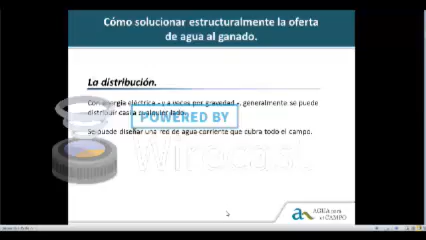 Cómo solucionar estructuralmente la oferta
de agua al ganado.
La distribución.
Con energía eléctrica - y a veces por gravedad -, generalmente se puede
distribuir casi a cualquier lado.
POWERED BY
Se puede diseñar una red de agua corriente que cubra todo el campo.
Wirecast
AGUA PARA
EL CAMPO